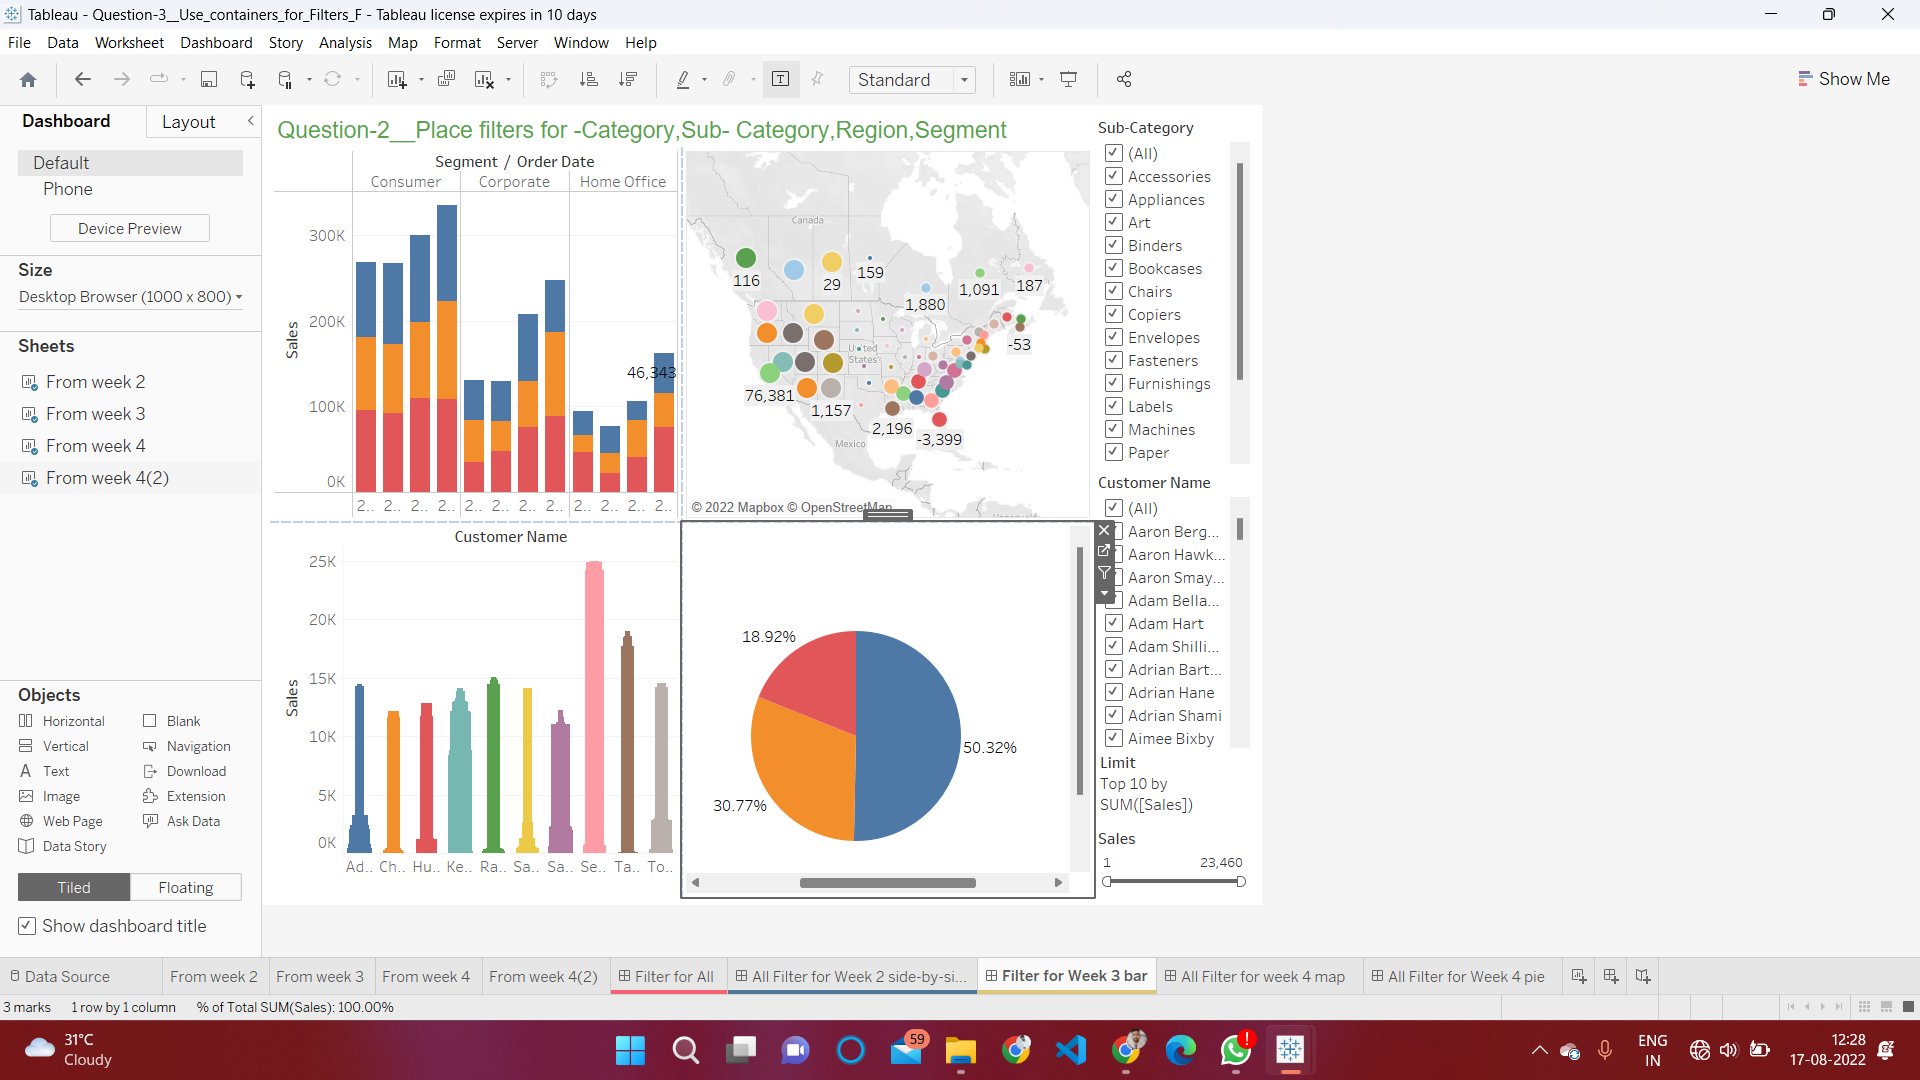 Tableau - Question-3__Use_containers_for_Filters_F - Tableau license expires in 10 days
File Data Worksheet Dashboard Story Analysis Map Format Server Window Help
Standard
Show Me
Dashboard Layout
Default
Phone
Device Preview
Size
Desktop Browser (1000 x 800)
Sheets
From week 2
From week 3
From week 4
From week 4(2)
Objects
Horizontal Blank
Vertical Navigation
Text Download
Image Extension
Web Page Ask Data
Data Story
Tiled Floating
Show dashboard title
Question-2__Place filters for -Category,Sub- Category,Region,Segment
Segment / Order Date
Consumer Corporate Home Office
300K
200K
100K
0K
Sales
46,343
2.. 2.. 2.. 2.. 2.. 2.. 2.. 2.. 2.. 2.. 2.. 2..
Canada
United
States
Mexico
116
29
159
1,880
1,091
187
-53
76,381
1,157
2,196
-3,399
© 2022 Mapbox © OpenStreetMap
Customer Name
25K
20K
15K
10K
5K
0K
Sales
Ad.. Ch.. Hu.. Ke.. Ra.. Sa.. Sa.. Se.. Ta.. To..
18.92%
50.32%
30.77%
Sub-Category
(All)
Accessories
Appliances
Art
Binders
Bookcases
Chairs
Copiers
Envelopes
Fasteners
Furnishings
Labels
Machines
Paper
Customer Name
(All)
Aaron Berg...
Aaron Hawk...
Aaron Smay...
Adam Bella...
Adam Hart
Adam Shilli...
Adrian Bart...
Adrian Hane
Adrian Shami
Aimee Bixby
Limit
Top 10 by
SUM([Sales])
Sales
1 23,460
Data Source From week 2 From week 3 From week 4 From week 4(2) Filter for All All Filter for Week 2 side-by-si... Filter for Week 3 bar All Filter for week 4 map All Filter for Week 4 pie
3 marks 1 row by 1 column % of Total SUM(Sales): 100.00%
31°C
Cloudy
59
ENG
IN
12:28
17-08-2022